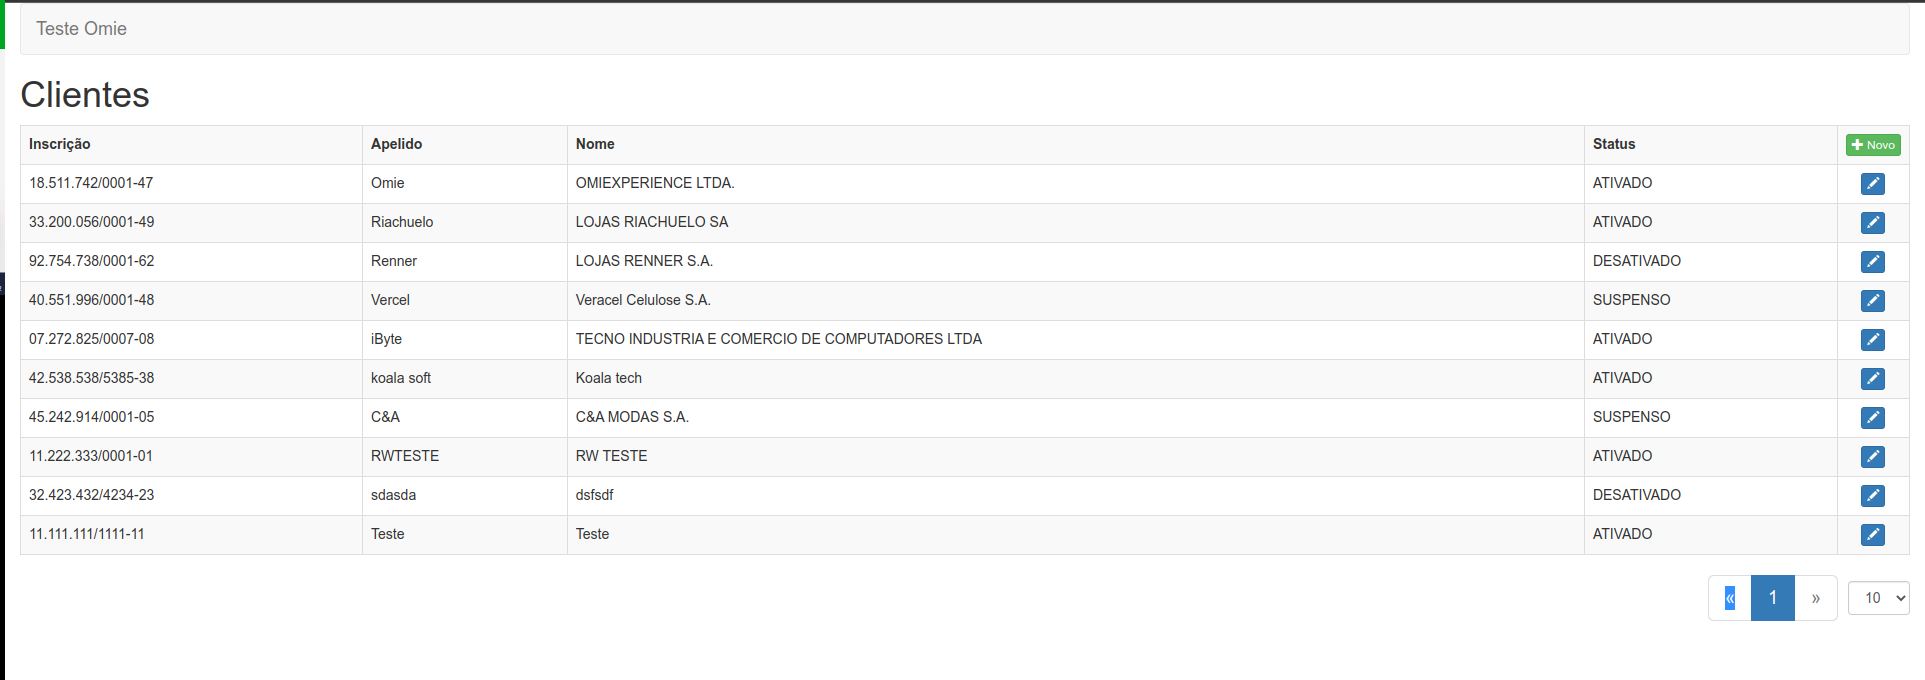 Teste Omie
Clientes
Inscrição Apelido Nome Status Novo
18.511.742/0001-47 Omie OMIEXPERIENCE LTDA. ATIVADO
33.200.056/0001-49 Riachuelo LOJAS RIACHUELO SA ATIVADO
92.754.738/0001-62 Renner LOJAS RENNER S.A. DESATIVADO
40.551.996/0001-48 Vercel Veracel Celulose S.A. SUSPENSO
07.272.825/0007-08 iByte TECNO INDUSTRIA E COMERCIO DE COMPUTADORES LTDA ATIVADO
42.538.538/5385-38 koala soft Koala tech ATIVADO
45.242.914/0001-05 C&A C&A MODAS S.A. SUSPENSO
11.222.333/0001-01 RWTESTE RW TESTE ATIVADO
32.423.432/4234-23 sdasda dsfsdf DESATIVADO
11.111.111/1111-11 Teste Teste ATIVADO
« 1 » 10